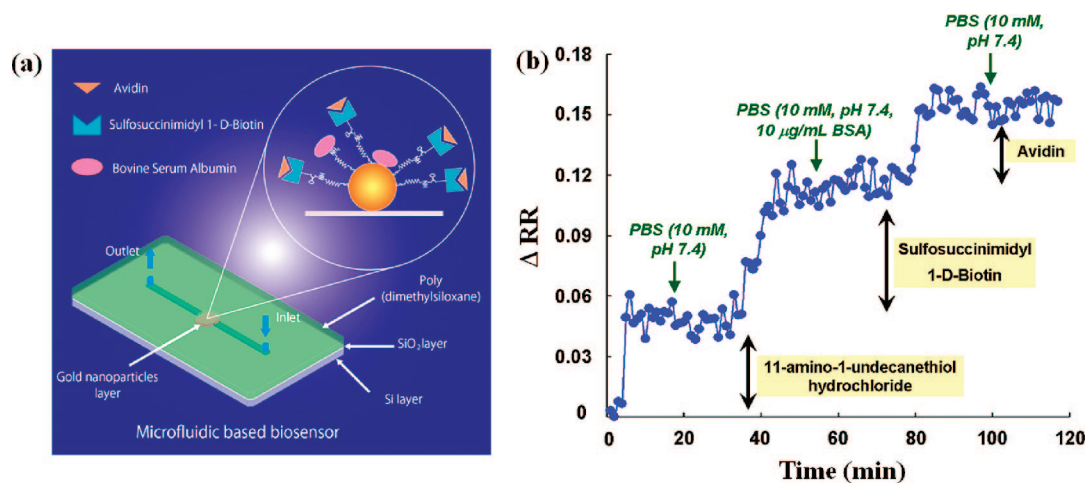 (a)
Avidin
Sulfosuccinimidyl 1- D-Biotin
Bovine Serum Albumin
Outlet
Inlet
Poly
(dimethylsiloxane)
SiO2 layer
Si layer
Gold nanoparticles
layer
Microfluidic based biosensor
(b)
Δ RR
0.18
0.15
0.12
0.09
0.06
0.03
0
0
20
40
60
80
100
120
Time (min)
PBS (10 mM,
pH 7.4)
PBS (10 mM, pH 7.4,
10 µg/mL BSA)
PBS (10 mM,
pH 7.4)
11-amino-1-undecanethiol
hydrochloride
Sulfosuccinimidyl
1-D-Biotin
Avidin